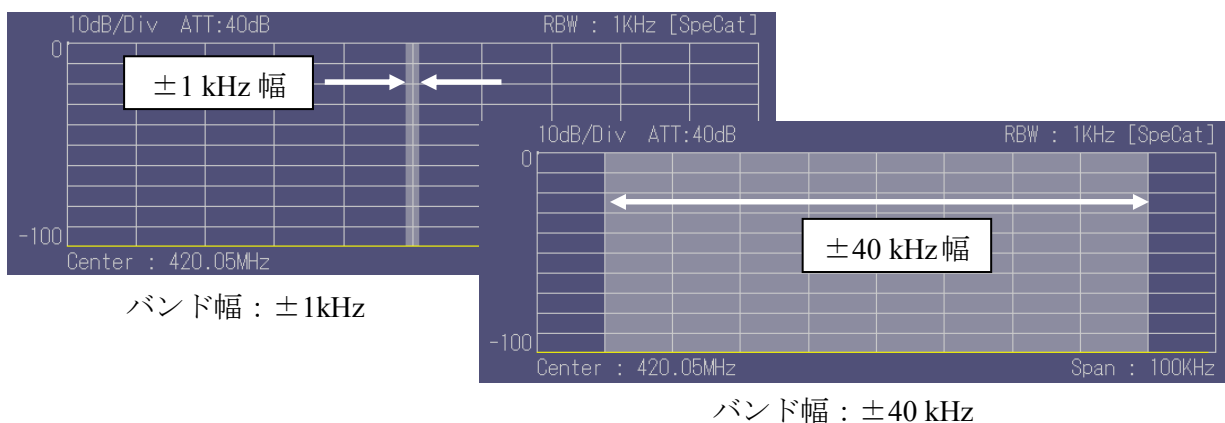 10dB/Div ATT:40dB RBW : 1KHz [SpeCat]
0
±1 kHz 幅
-100
Center : 420.05MHz
バンド幅：±1kHz
10dB/Div ATT:40dB RBW : 1KHz [SpeCat]
0
±40 kHz 幅
-100
Center : 420.05MHz Span : 100KHz
バンド幅：±40 kHz